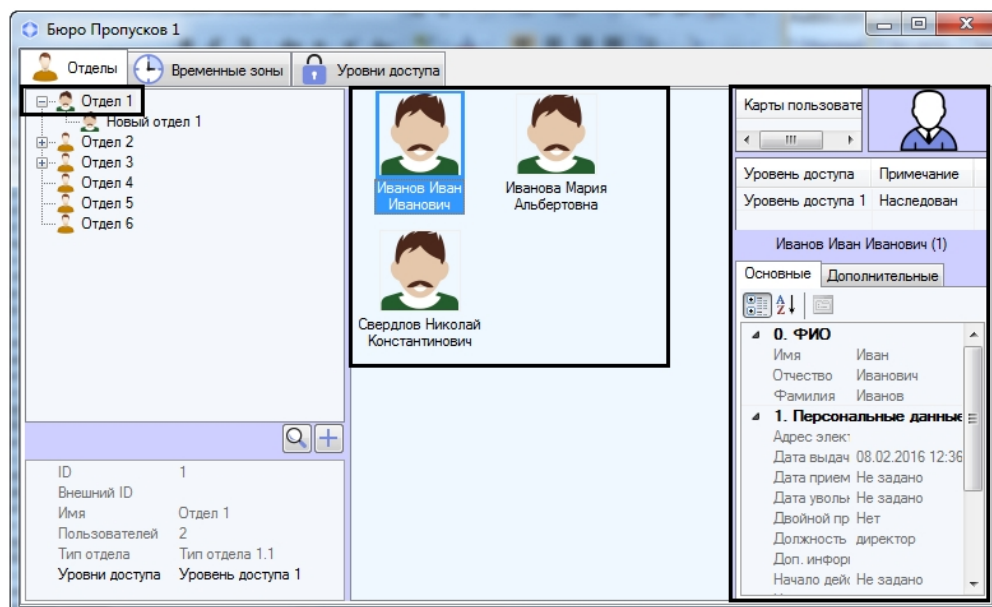 Бюро Пропусков 1
Отделы
Временные зоны
Уровни доступа
Отдел 1
Новый отдел 1
Отдел 2
Отдел 3
Отдел 4
Отдел 5
Отдел 6
ID 1
Внешний ID
Имя Отдел 1
Пользователей 2
Тип отдела Тип отдела 1.1
Уровни доступа Уровень доступа 1
Иванов Иван
Иванович
Иванова Мария
Альбертовна
Свердлов Николай
Константинович
Карты пользовате
Уровень доступа Примечание
Уровень доступа 1 Наследован
Иванов Иван Иванович (1)
Основные Дополнительные
0. ФИО
Имя Иван
Отчество Иванович
Фамилия Иванов
1. Персональные данные
Адрес элект
Дата выдач 08.02.2016 12:36
Дата прием Не задано
Дата увольн Не задано
Двойной пр Нет
Должность директор
Доп. информ
Начало дейс Не задано